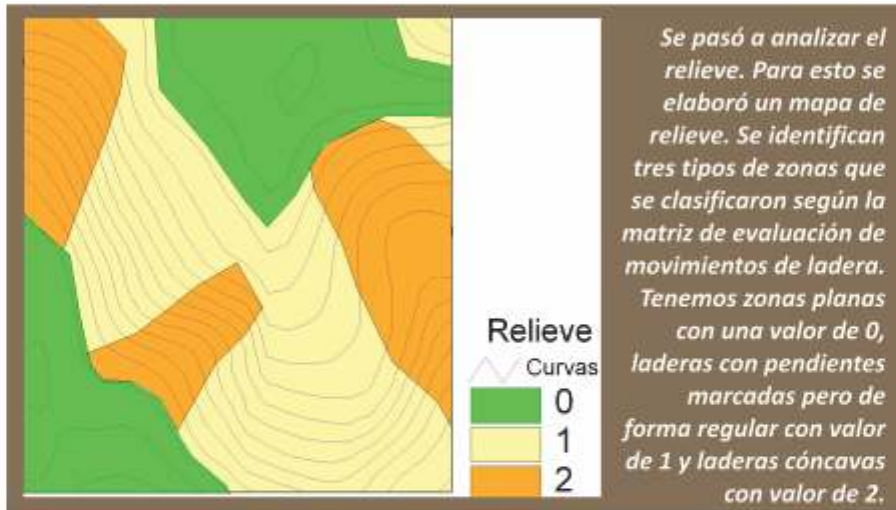 Se pasó a analizar el
relieve. Para esto se
elaboró un mapa de
relieve. Se identifican
tres tipos de zonas que
se clasificaron según la
matriz de evaluación de
movimientos de ladera.
Tenemos zonas planas
con una valor de 0,
laderas con pendientes
marcadas pero de
forma regular con valor
de 1 y laderas cóncavas
con valor de 2.
Relieve
Curvas
0
1
2